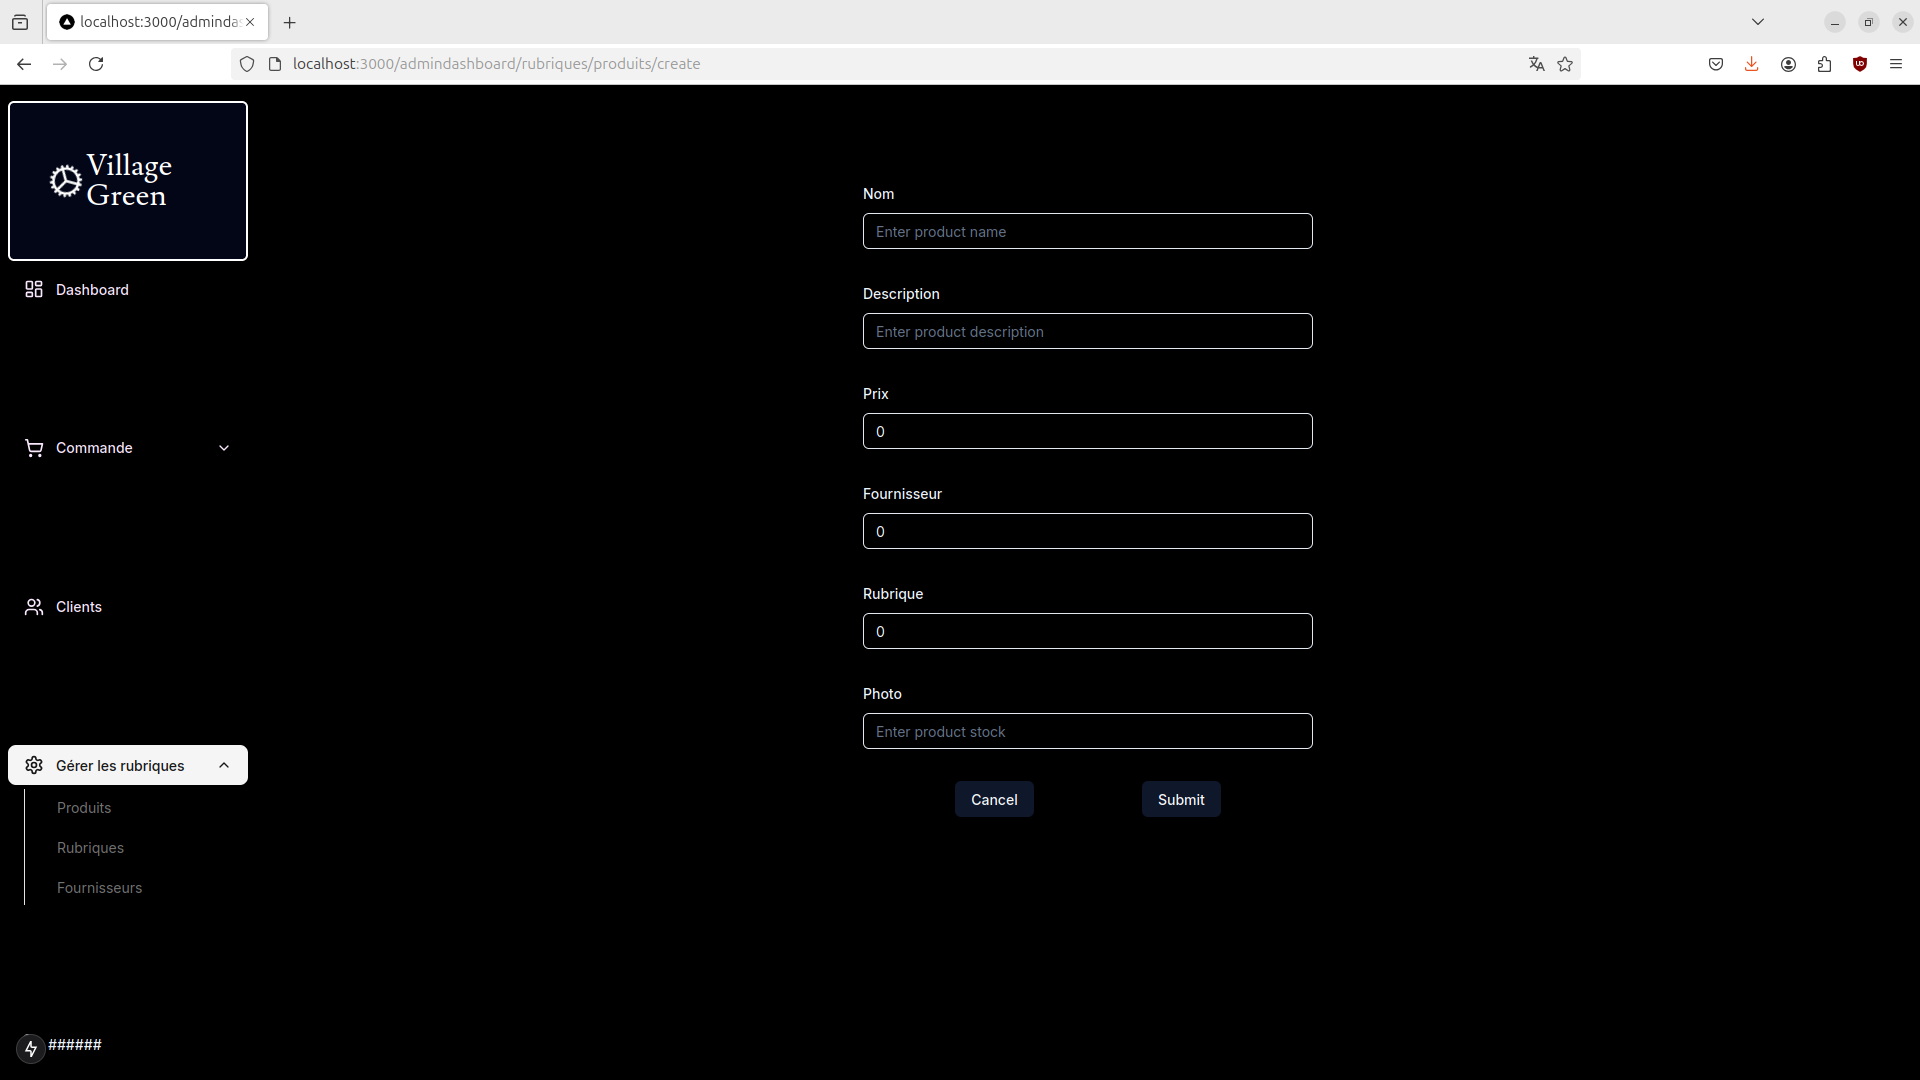 localhost:3000/adminda
localhost:3000/admindashboard/rubriques/produits/create
Village
Green
Dashboard
Commande
Clients
Gérer les rubriques
Produits
Rubriques
Fournisseurs
######
Nom
Enter product name
Description
Enter product description
Prix
0
Fournisseur
0
Rubrique
0
Photo
Enter product stock
Cancel
Submit